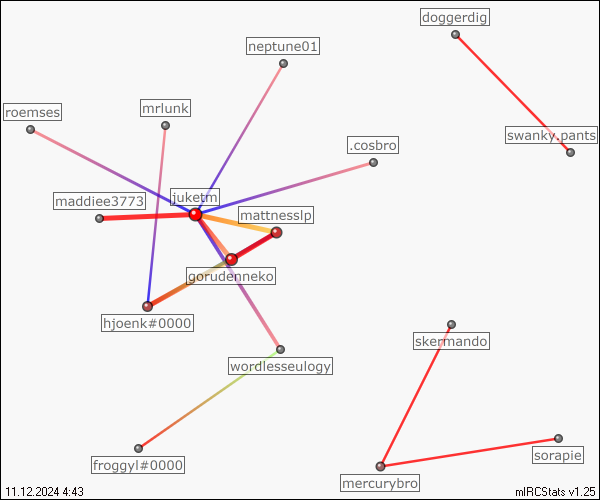 doggerdig
neptune01
roemses
mrlunk
swanky.pants
.cosbro
juketm
maddiee3773
mattnesslp
gorudenneko
hjoenk#0000
skermando
wordlesseulogy
sorapie
froggyl#0000
mercurybro
11.12.2024 4:43
mIRCStats v1.25